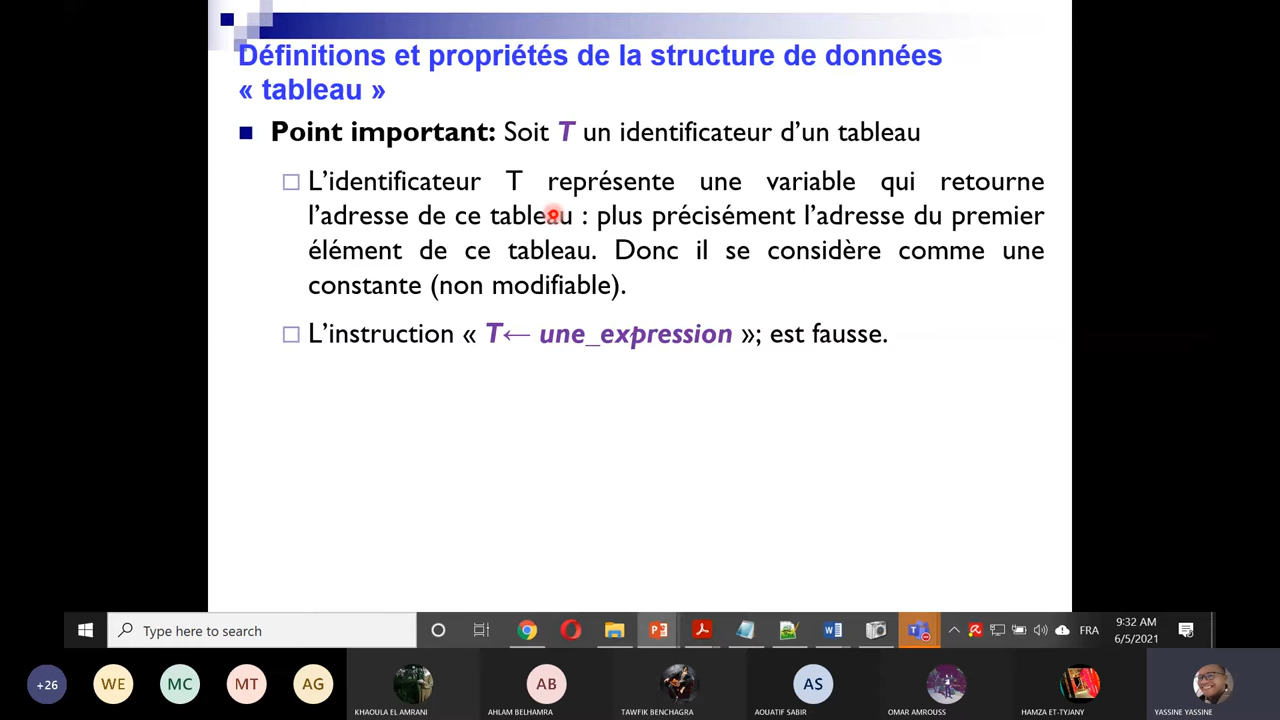 Définitions et propriétés de la structure de données
« tableau »
Point important: Soit T un identificateur d'un tableau
L'identificateur T représente une variable qui retourne
l'adresse de ce tableau : plus précisément l'adresse du premier
élément de ce tableau. Donc il se considère comme une
constante (non modifiable).
L'instruction « T← une_expression »; est fausse.
Type here to search
FRA
9:32 AM
6/5/2021
+26
WE
MC
MT
AG
AB
AS
KHAOULA EL AMRANI
AHLAM BELHAMRA
TAWFIK BENCHAGRA
AOUATIF SABIR
OMAR AMROUSS
HAMZA ET-TYJANY
YASSINE YASSINE